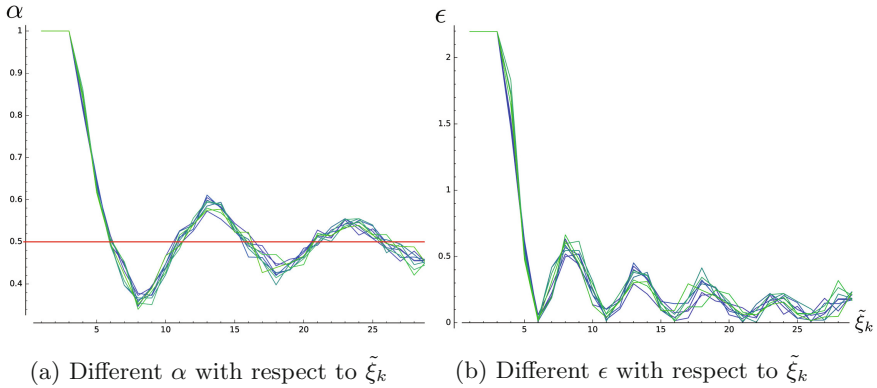 α
1
0.9
0.8
0.7
0.6
0.5
0.4
5 10 15 20 25
ϵ
2
1.5
1
0.5
0
5 10 15 20 25
ξ̃k
(a) Different α with respect to ξ̃k
(b) Different ϵ with respect to ξ̃k